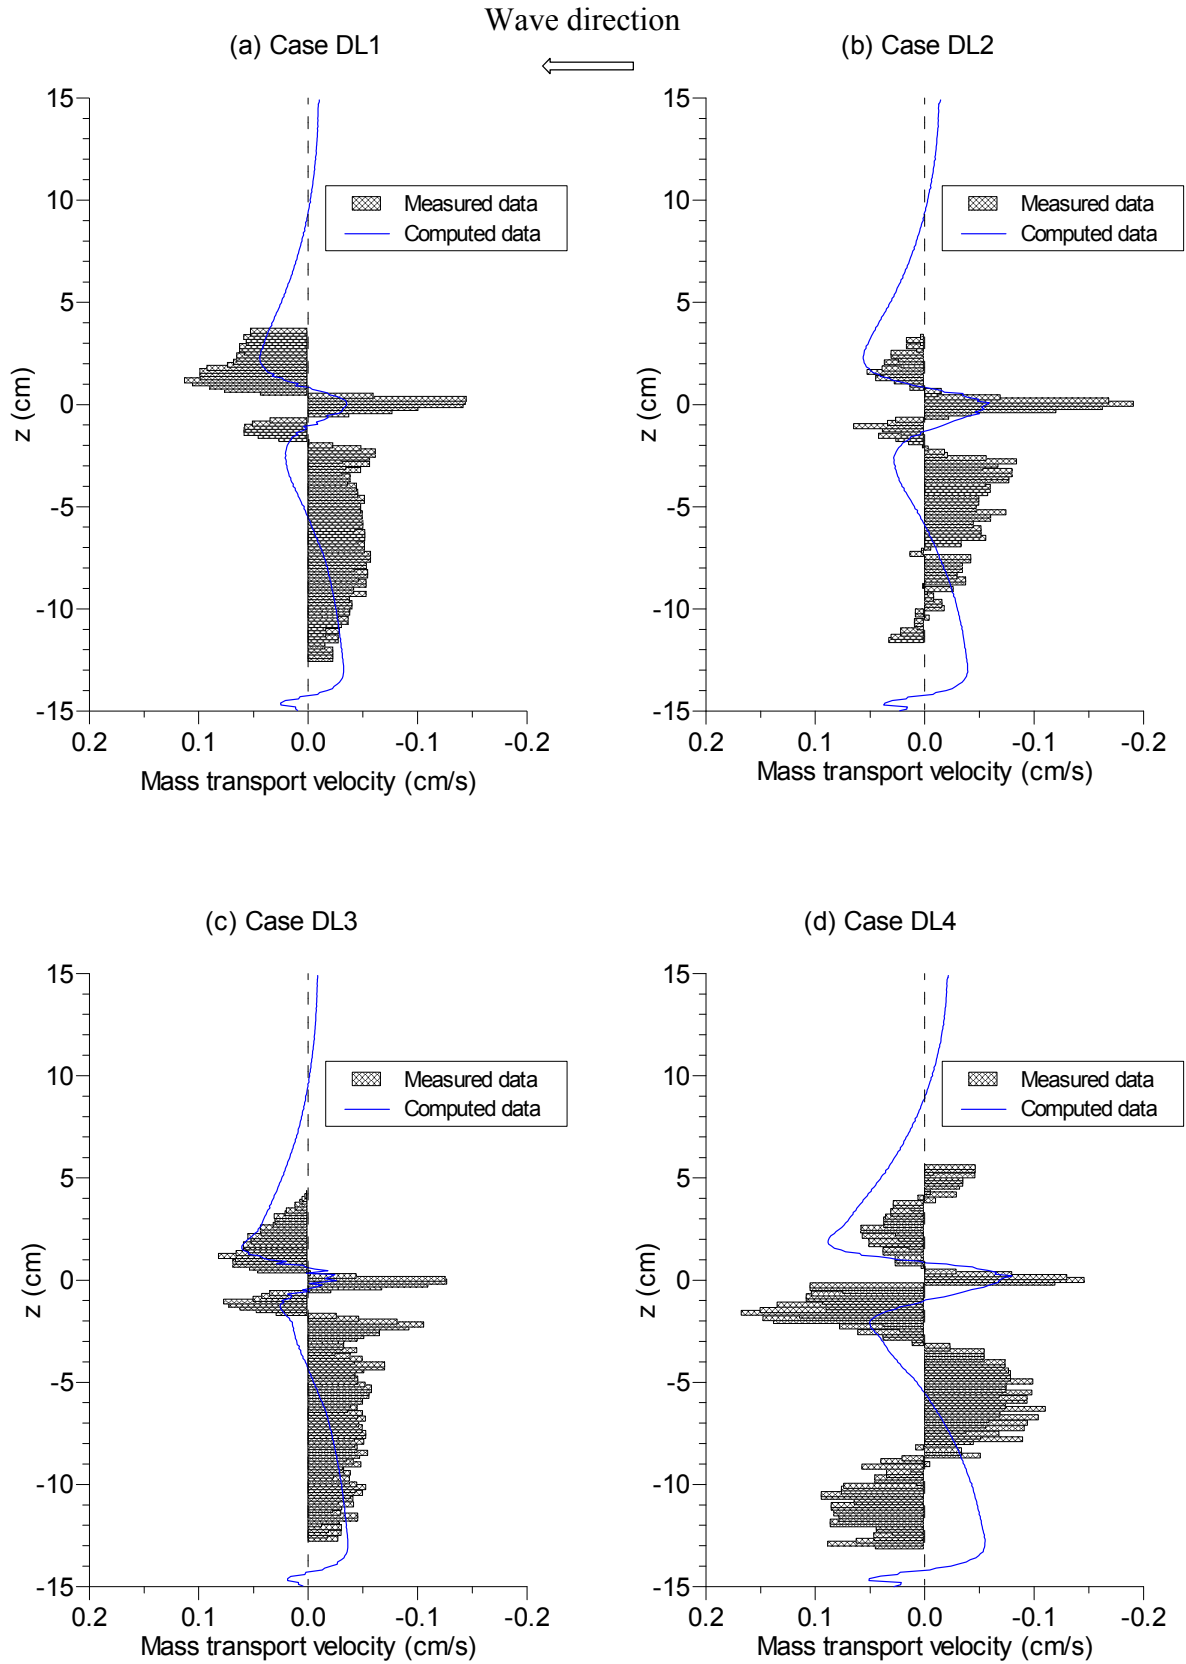 Wave direction
(a) Case DL1
(b) Case DL2
15
10
5
0
-5
-10
-15
z (cm)
Measured data
Computed data
0.2 0.1 0.0 -0.1 -0.2
Mass transport velocity (cm/s)
15
10
5
0
-5
-10
-15
z (cm)
Measured data
Computed data
0.2 0.1 0.0 -0.1 -0.2
Mass transport velocity (cm/s)
(c) Case DL3
(d) Case DL4
15
10
5
0
-5
-10
-15
z (cm)
Measured data
Computed data
0.2 0.1 0.0 -0.1 -0.2
Mass transport velocity (cm/s)
15
10
5
0
-5
-10
-15
z (cm)
Measured data
Computed data
0.2 0.1 0.0 -0.1 -0.2
Mass transport velocity (cm/s)